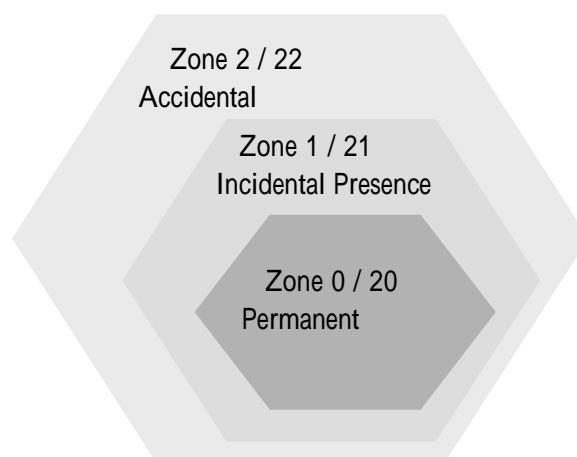 Zone 2 / 22
Accidental
Zone 1 / 21
Incidental Presence
Zone 0 / 20
Permanent